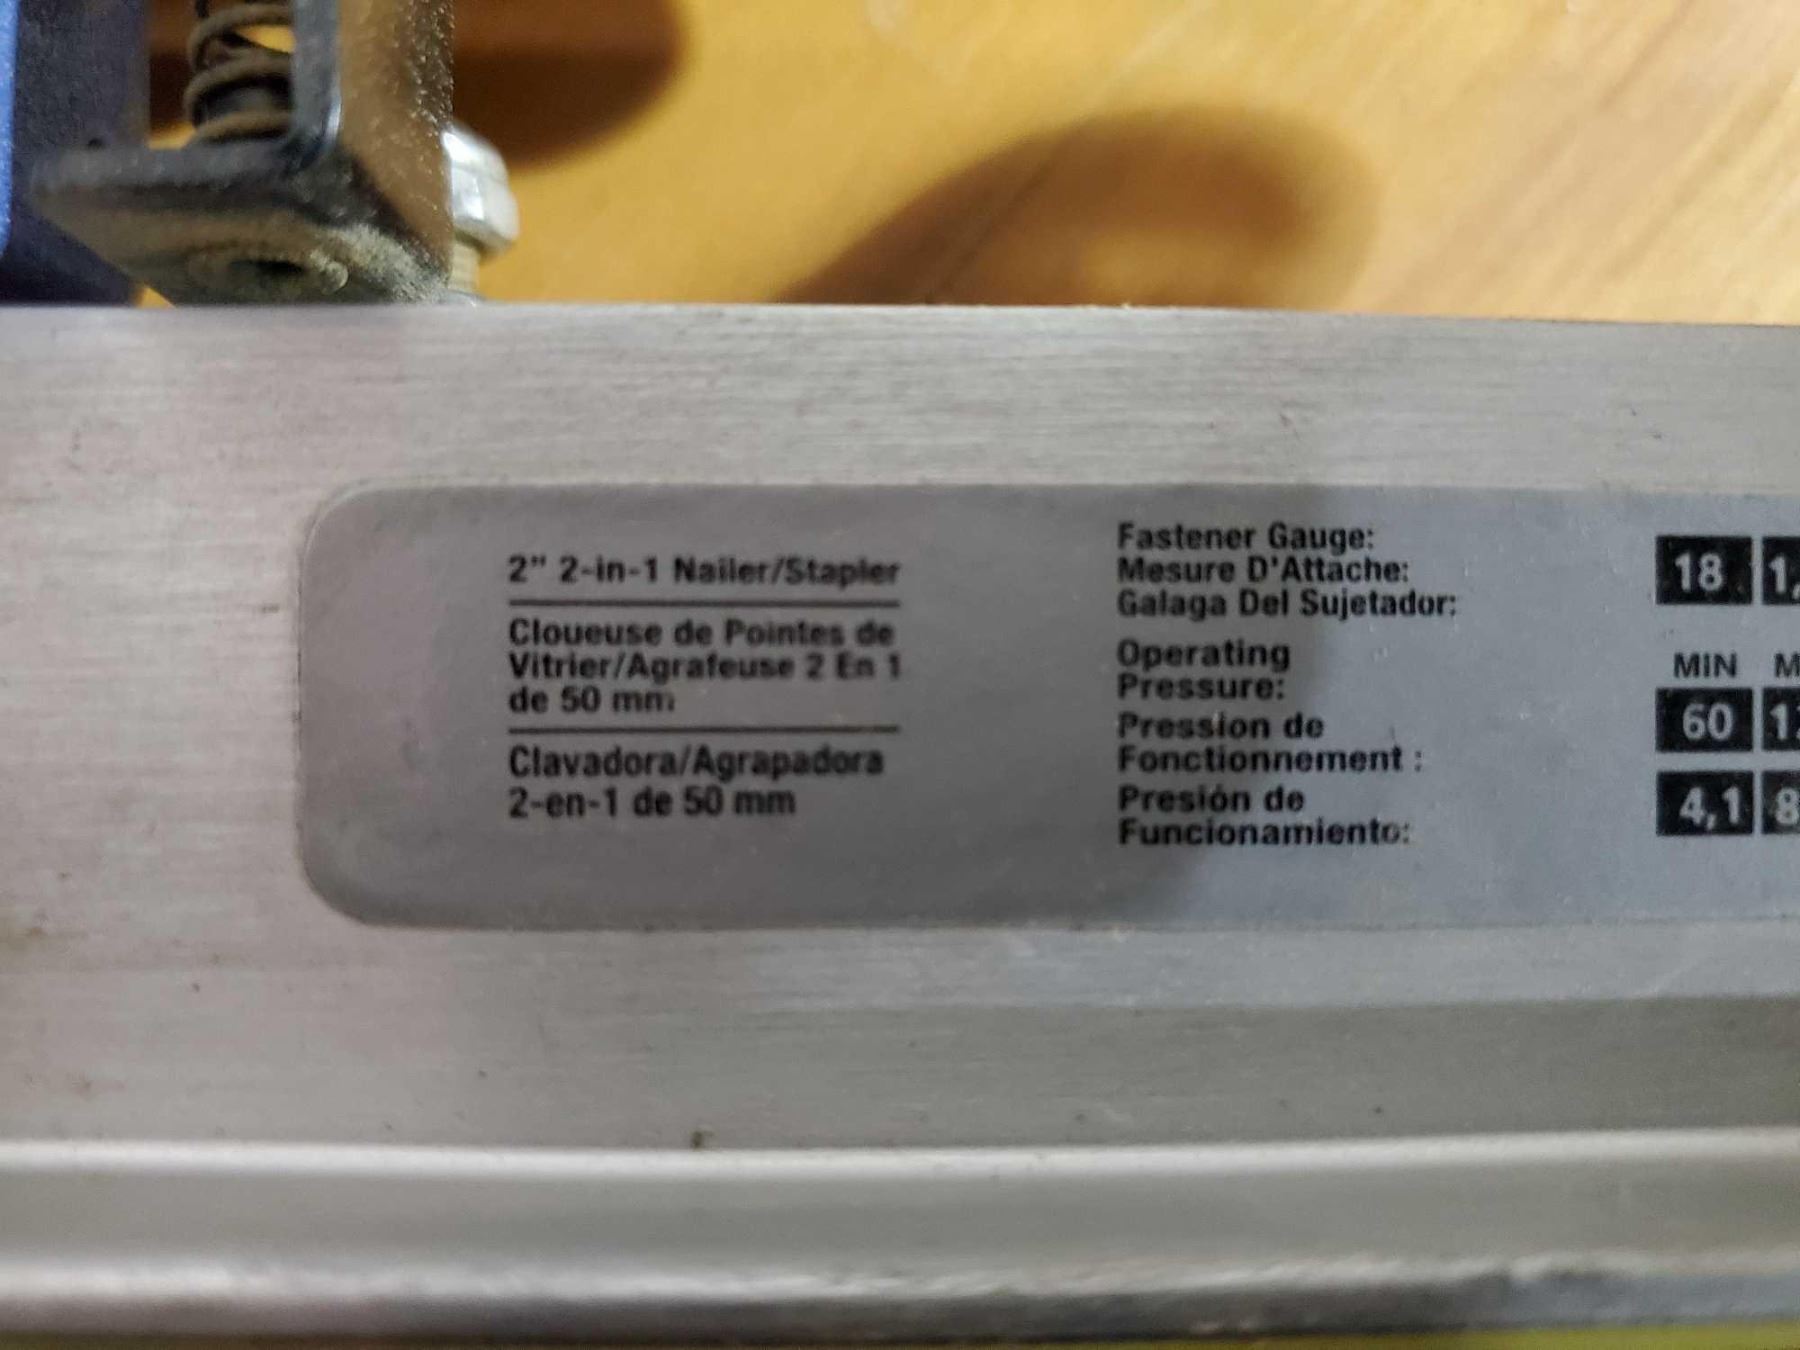 2" 2-in-1 Nailer/Stapler
Cloueuse de Pointes de
Vitrier/Agrafeuse 2 En 1
de 50 mm
Clavadora/Agrapadora
2-en-1 de 50 mm
Fastener Gauge:
Mesure D'Attache:
Galaga Del Sujetador:
18
Operating
Pressure:
Pression de
Fonctionnement :
Presión de
Funcionamiento:
MIN
60
4,1